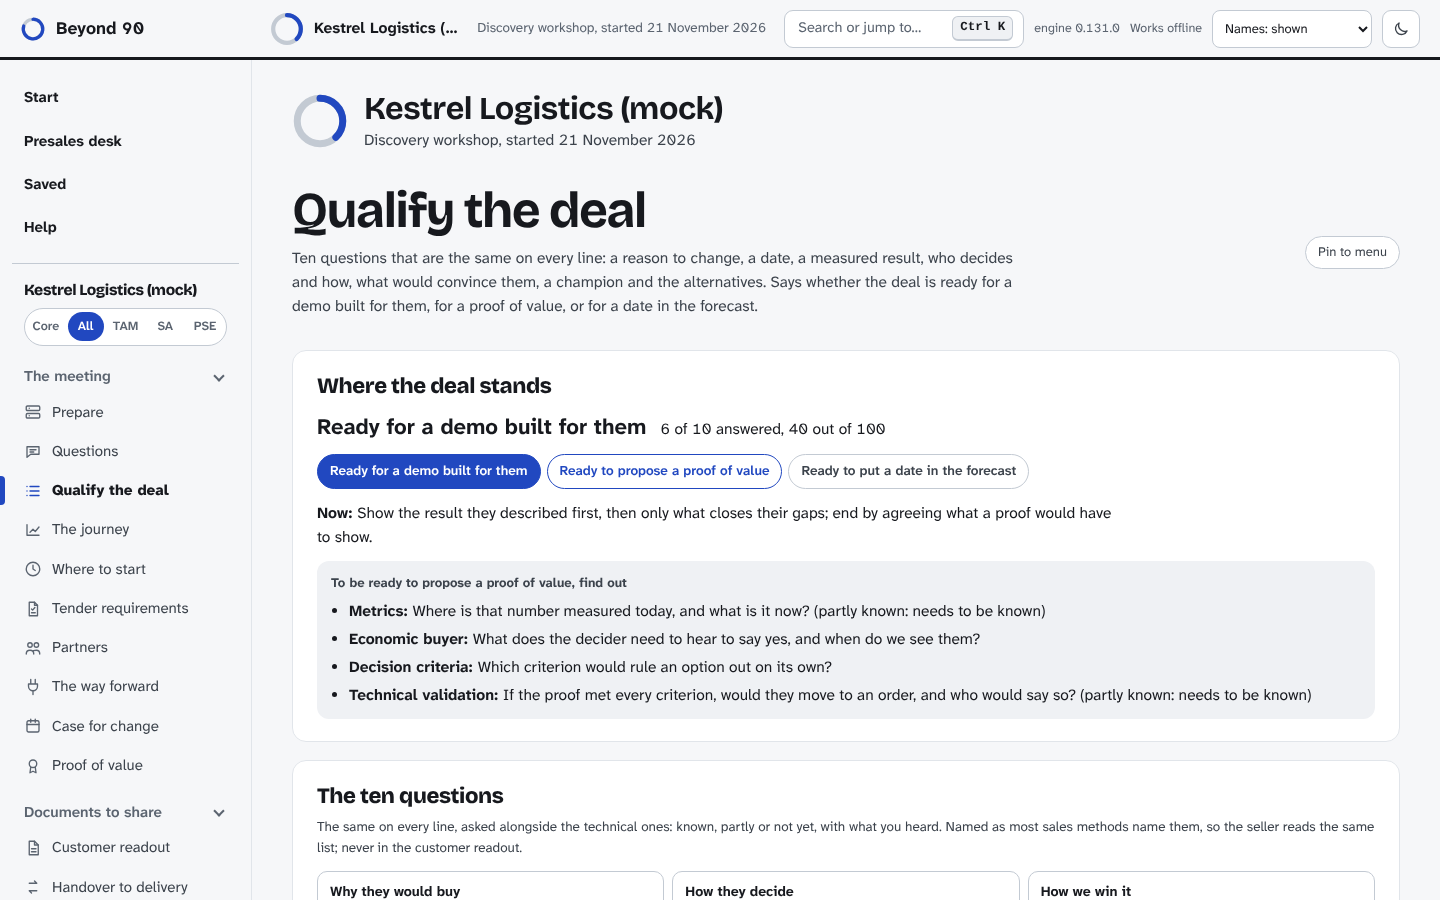 Beyond 90
Kestrel Logistics (...
Discovery workshop, started 21 November 2026
Search or jump to...
Ctrl K
engine 0.131.0
Works offline
Names: shown
Start
Presales desk
Saved
Help
Kestrel Logistics (mock)
Core
All
TAM
SA
PSE
The meeting
Prepare
Questions
Qualify the deal
The journey
Where to start
Tender requirements
Partners
The way forward
Case for change
Proof of value
Documents to share
Customer readout
Handover to delivery
Kestrel Logistics (mock)
Discovery workshop, started 21 November 2026
Qualify the deal
Ten questions that are the same on every line: a reason to change, a date, a measured result, who decides
and how, what would convince them, a champion and the alternatives. Says whether the deal is ready for a
demo built for them, for a proof of value, or for a date in the forecast.
Pin to menu
Where the deal stands
Ready for a demo built for them 6 of 10 answered, 40 out of 100
Ready for a demo built for them
Ready to propose a proof of value
Ready to put a date in the forecast
Now: Show the result they described first, then only what closes their gaps; end by agreeing what a proof would have
to show.
To be ready to propose a proof of value, find out
• Metrics: Where is that number measured today, and what is it now? (partly known: needs to be known)
• Economic buyer: What does the decider need to hear to say yes, and when do we see them?
• Decision criteria: Which criterion would rule an option out on its own?
• Technical validation: If the proof met every criterion, would they move to an order, and who would say so? (partly known: needs to be known)
The ten questions
The same on every line, asked alongside the technical ones: known, partly or not yet, with what you heard. Named as most sales methods name them, so the seller reads the same
list; never in the customer readout.
Why they would buy
How they decide
How we win it